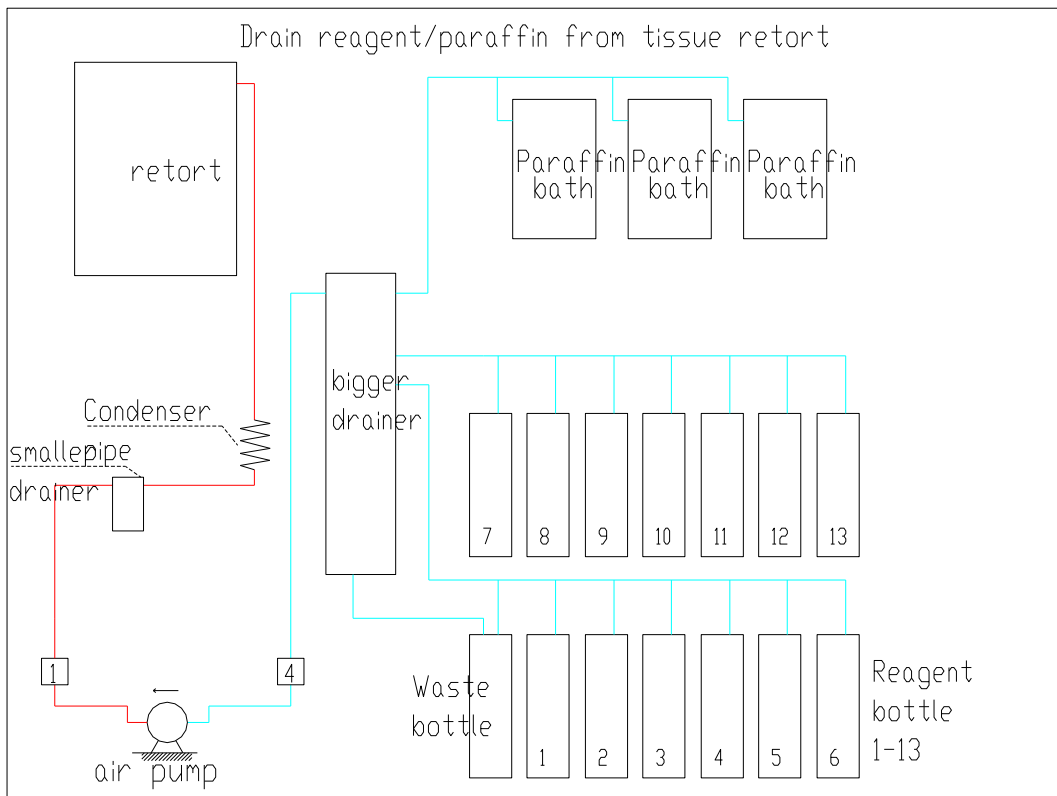 Drain reagent/paraffin from tissue retort
retort
Paraffin
bath
Paraffin
bath
Paraffin
bath
bigger
drainer
Condenser
smallepipe
drainer
7
8
9
10
11
12
13
1
4
air pump
Waste
bottle
1
2
3
4
5
6
Reagent
bottle
1-13